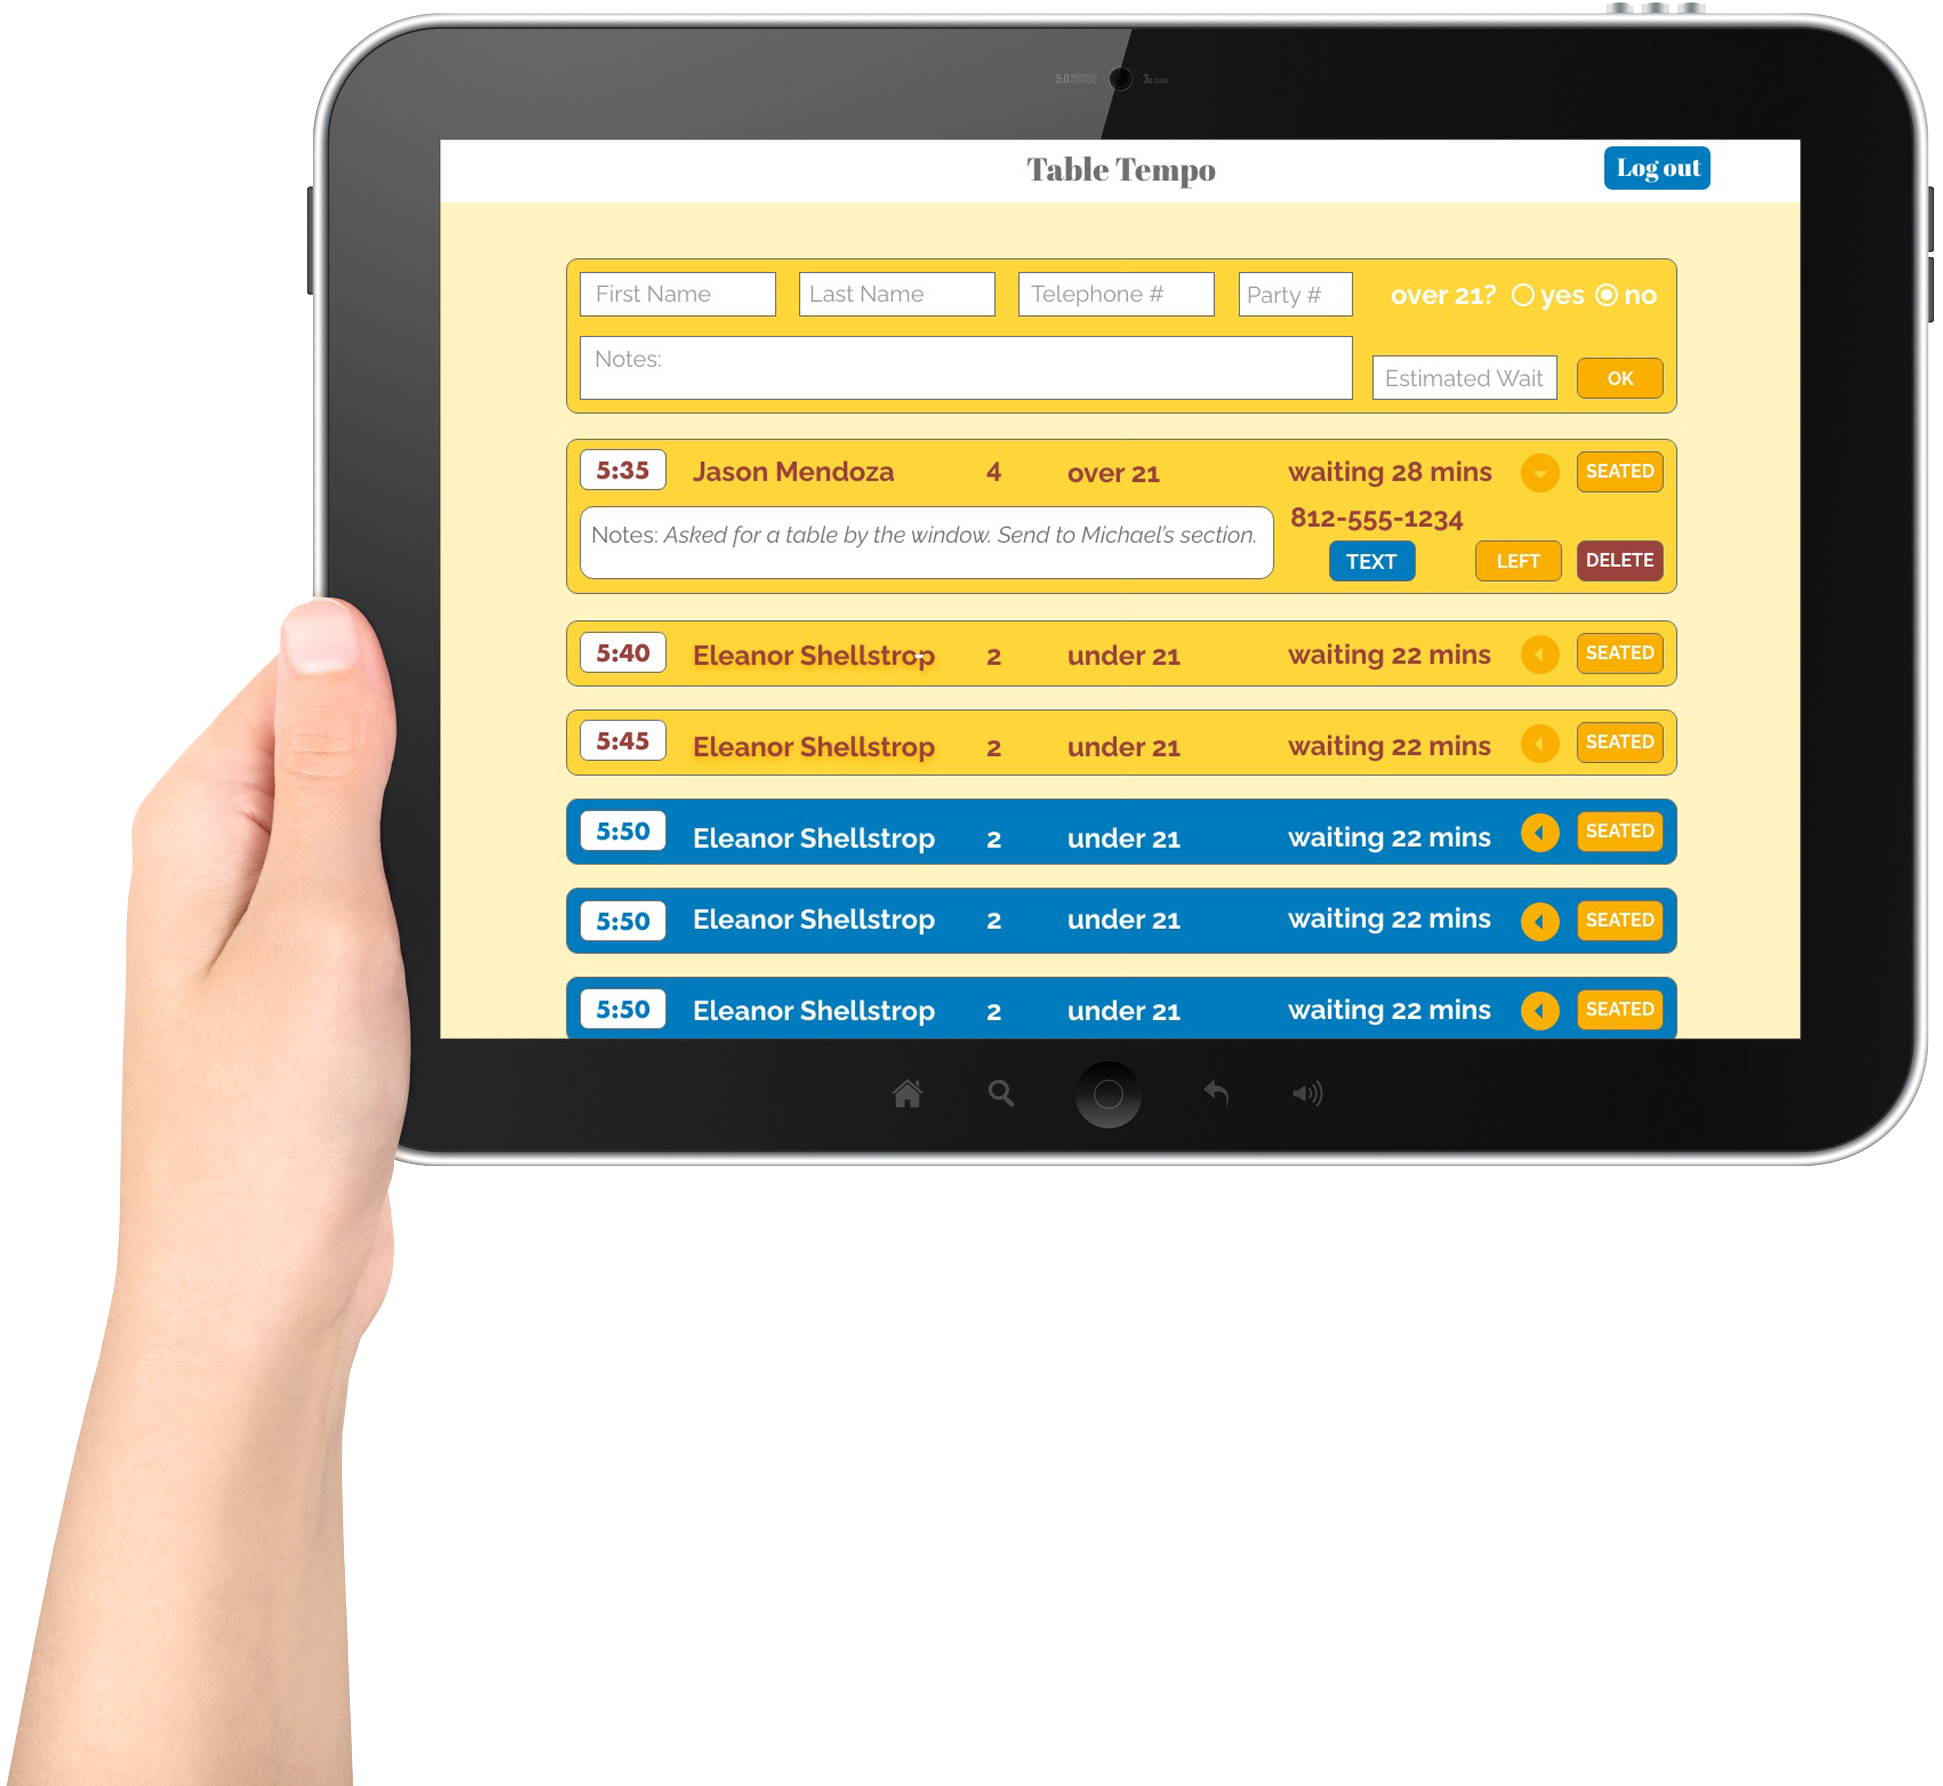 5.0 MEGAPIXELS 3x ZOOM
Table Tempo Log out
First Name Last Name Telephone # Party # over 21? yes no
Notes: Estimated Wait OK
5:35 Jason Mendoza 4 over 21 waiting 28 mins SEATED
Notes: Asked for a table by the window. Send to Michael's section. 812-555-1234
TEXT LEFT DELETE
5:40 Eleanor Shellstrop 2 under 21 waiting 22 mins SEATED
5:45 Eleanor Shellstrop 2 under 21 waiting 22 mins SEATED
5:50 Eleanor Shellstrop 2 under 21 waiting 22 mins SEATED
5:50 Eleanor Shellstrop 2 under 21 waiting 22 mins SEATED
5:50 Eleanor Shellstrop 2 under 21 waiting 22 mins SEATED